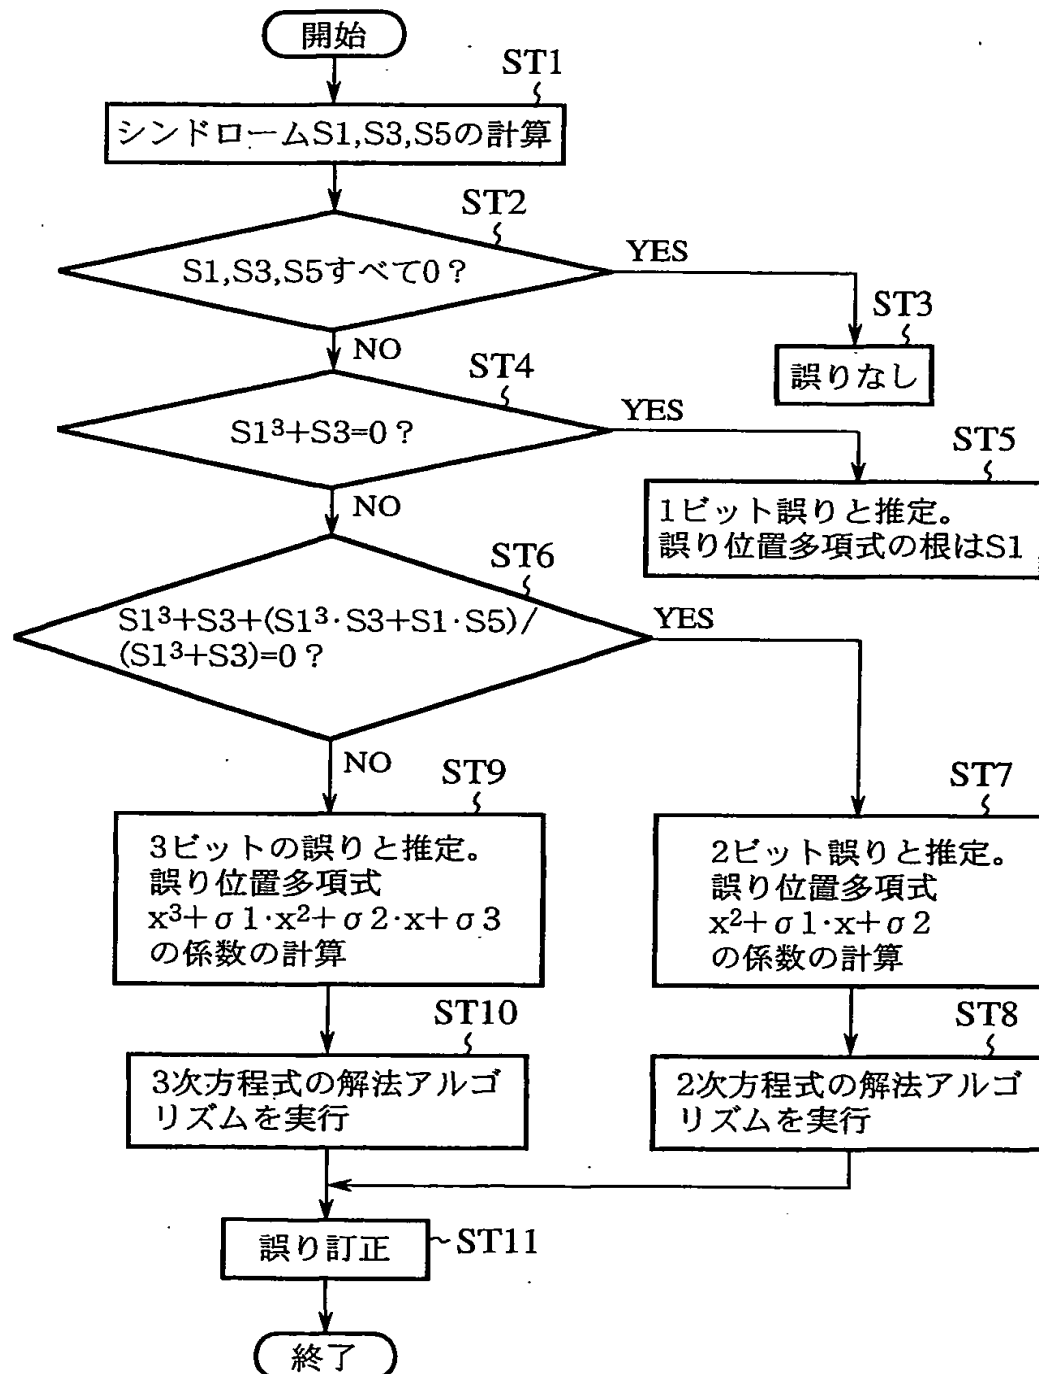 開始
ST1
シンドロームS1,S3,S5の計算
ST2
S1,S3,S5すべて0？
YES
ST3
誤りなし
NO
ST4
S1³+S3=0？
YES
ST5
1ビット誤りと推定。
誤り位置多項式の根はS1
NO
ST6
S1³+S3+(S1³·S3+S1·S5)/
(S1³+S3)=0？
YES
NO
ST9
3ビットの誤りと推定。
誤り位置多項式
x³+σ1·x²+σ2·x+σ3
の係数の計算
ST7
2ビット誤りと推定。
誤り位置多項式
x²+σ1·x+σ2
の係数の計算
ST10
3次方程式の解法アルゴ
リズムを実行
ST8
2次方程式の解法アルゴ
リズムを実行
誤り訂正
ST11
終了